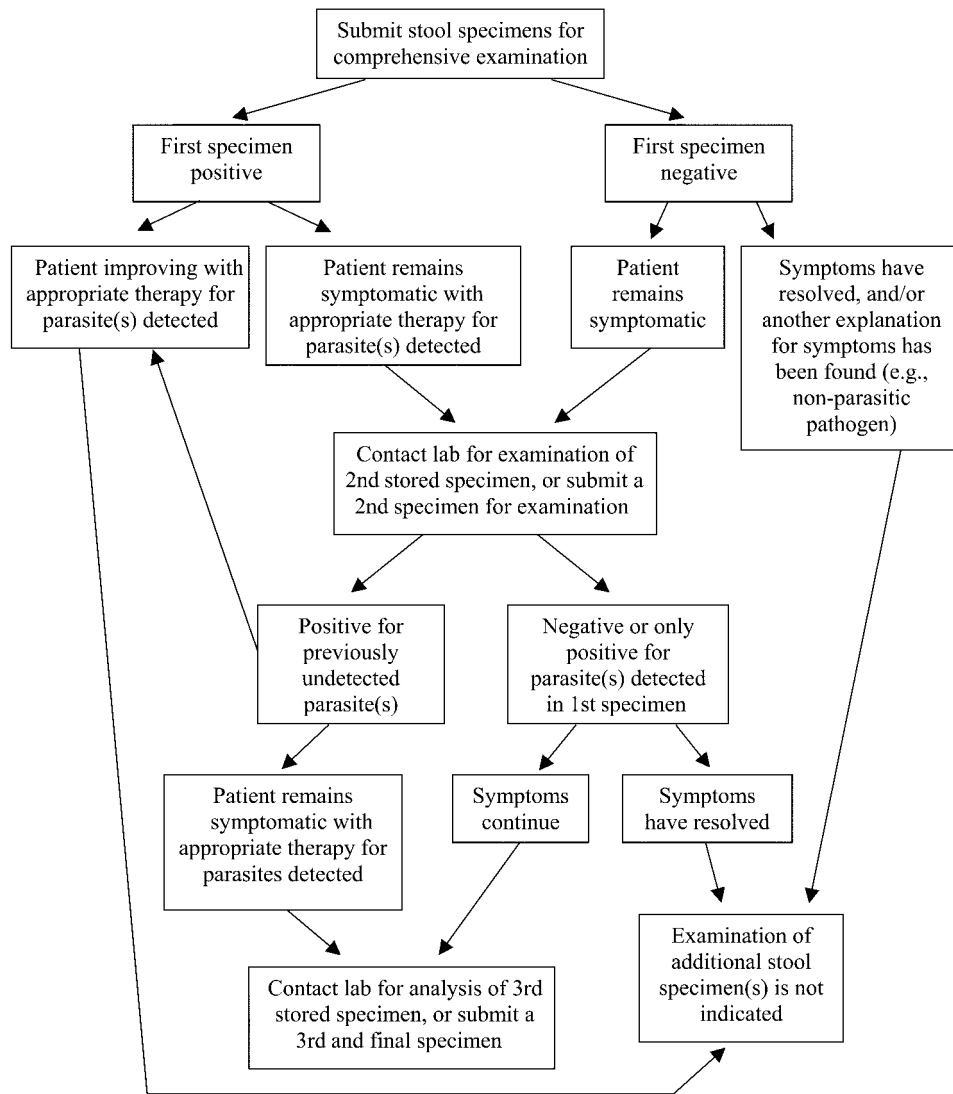 Submit stool specimens for
comprehensive examination
First specimen
positive
First specimen
negative
Patient improving with
appropriate therapy for
parasite(s) detected
Patient remains
symptomatic with
appropriate therapy for
parasite(s) detected
Patient
remains
symptomatic
Symptoms have
resolved, and/or
another explanation
for symptoms has
been found (e.g.,
non-parasitic
pathogen)
Contact lab for examination of
2nd stored specimen, or submit a
2nd specimen for examination
Positive for
previously
undetected
parasite(s)
Negative or only
positive for
parasite(s) detected
in 1st specimen
Patient remains
symptomatic with
appropriate therapy for
parasites detected
Symptoms
continue
Symptoms
have resolved
Contact lab for analysis of 3rd
stored specimen, or submit a
3rd and final specimen
Examination of
additional stool
specimen(s) is not
indicated